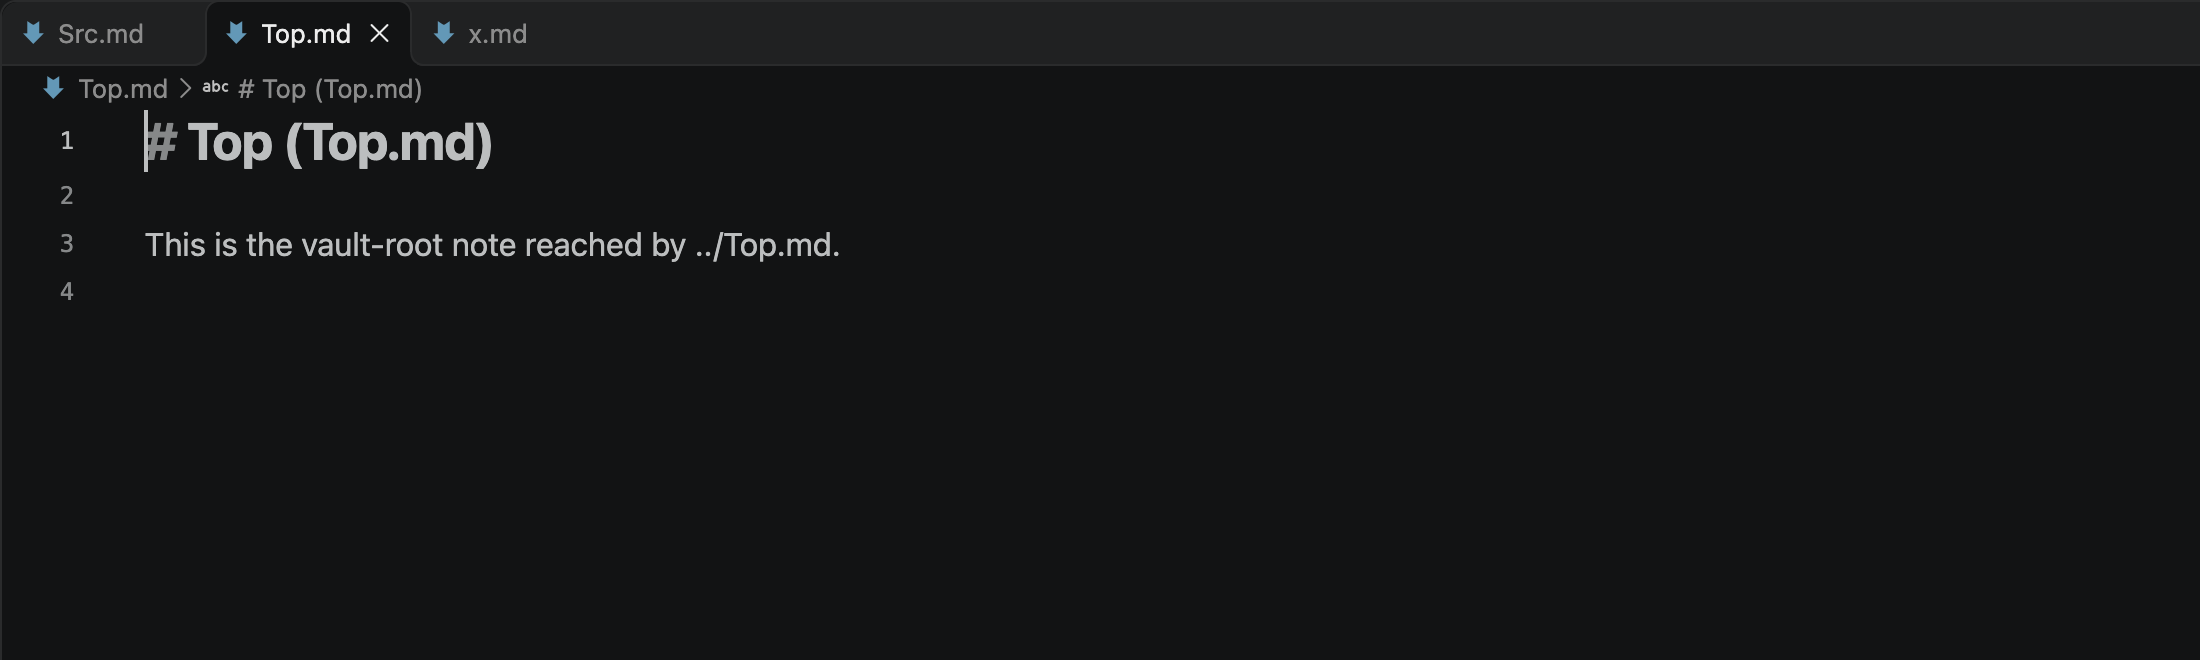 Src.md Top.md x.md
Top.md > abc # Top (Top.md)
1 # Top (Top.md)
2
3 This is the vault-root note reached by ../Top.md.
4